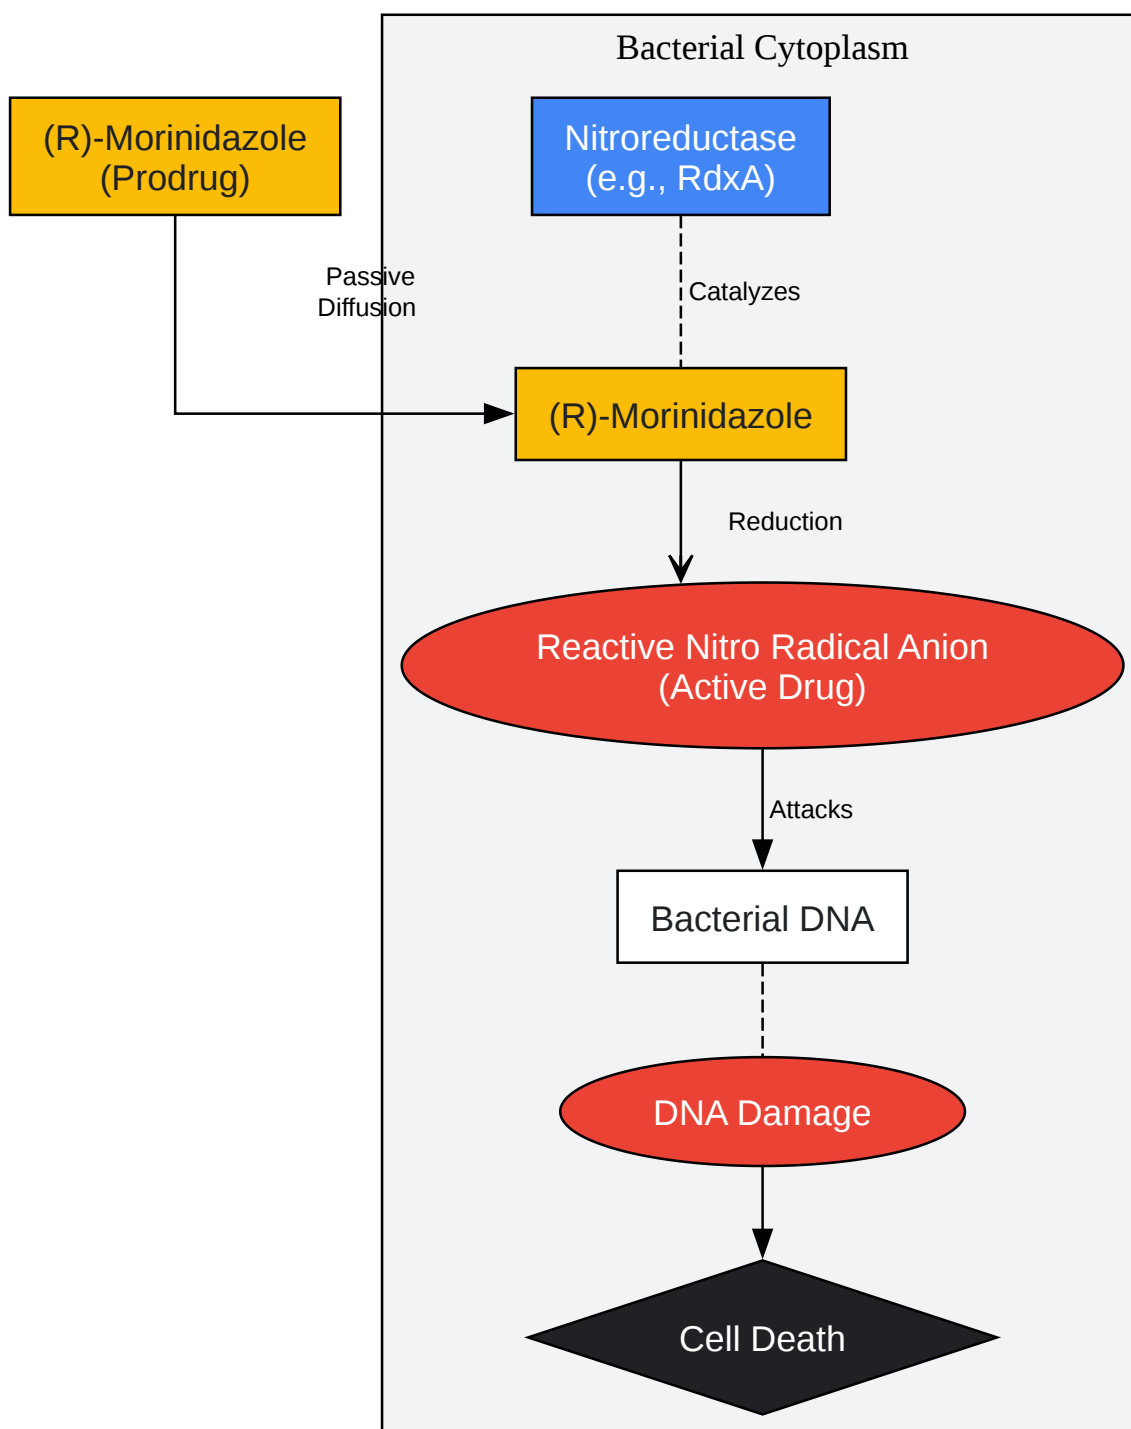 Bacterial Cytoplasm
(R)-Morinidazole
(Prodrug)
Nitroreductase
(e.g., RdxA)
Passive
Diffusion
Catalyzes
(R)-Morinidazole
Reduction
Reactive Nitro Radical Anion
(Active Drug)
Attacks
Bacterial DNA
DNA Damage
Cell Death